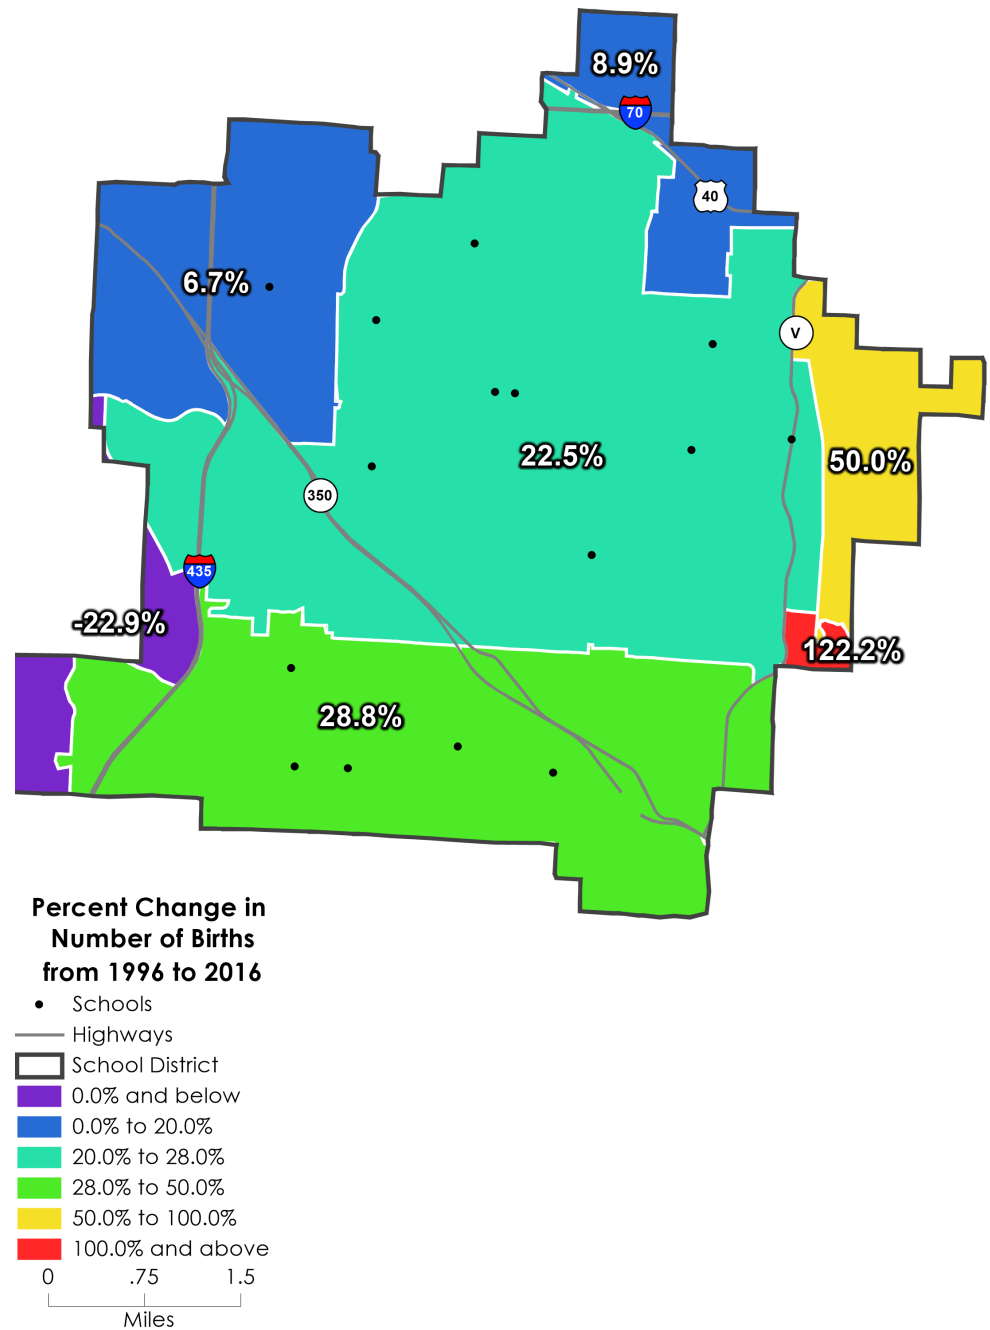 8.9%
70
40
6.7%
V
22.5%
50.0%
350
435
-22.9%
122.2%
28.8%
Percent Change in
Number of Births
from 1996 to 2016
Schools
Highways
School District
0.0% and below
0.0% to 20.0%
20.0% to 28.0%
28.0% to 50.0%
50.0% to 100.0%
100.0% and above
0 .75 1.5
Miles